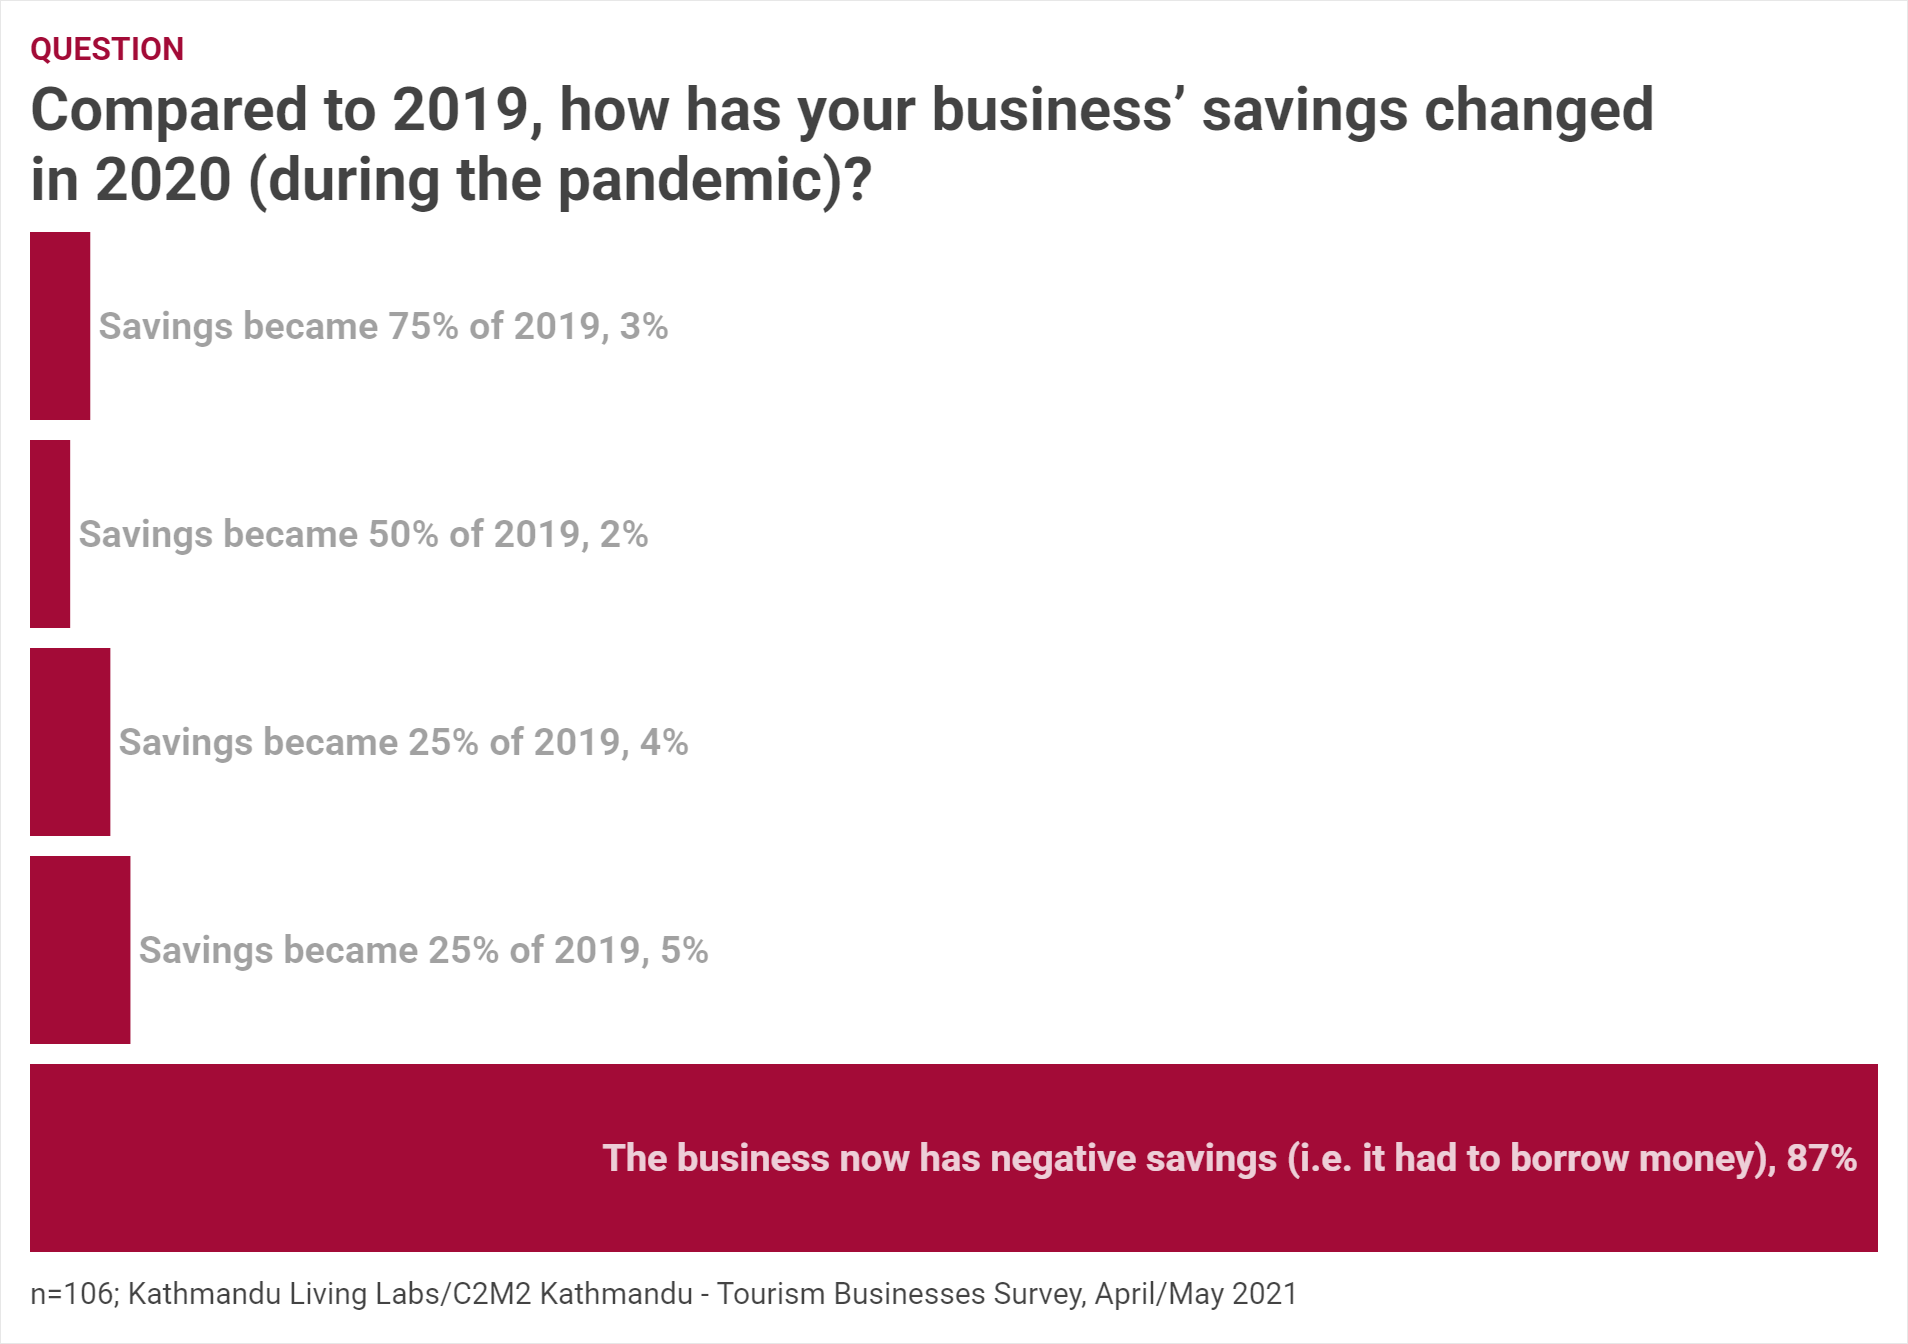 QUESTION
Compared to 2019, how has your business’ savings changed
in 2020 (during the pandemic)?
Savings became 75% of 2019, 3%
Savings became 50% of 2019, 2%
Savings became 25% of 2019, 4%
Savings became 25% of 2019, 5%
The business now has negative savings (i.e. it had to borrow money), 87%
n=106; Kathmandu Living Labs/C2M2 Kathmandu - Tourism Businesses Survey, April/May 2021